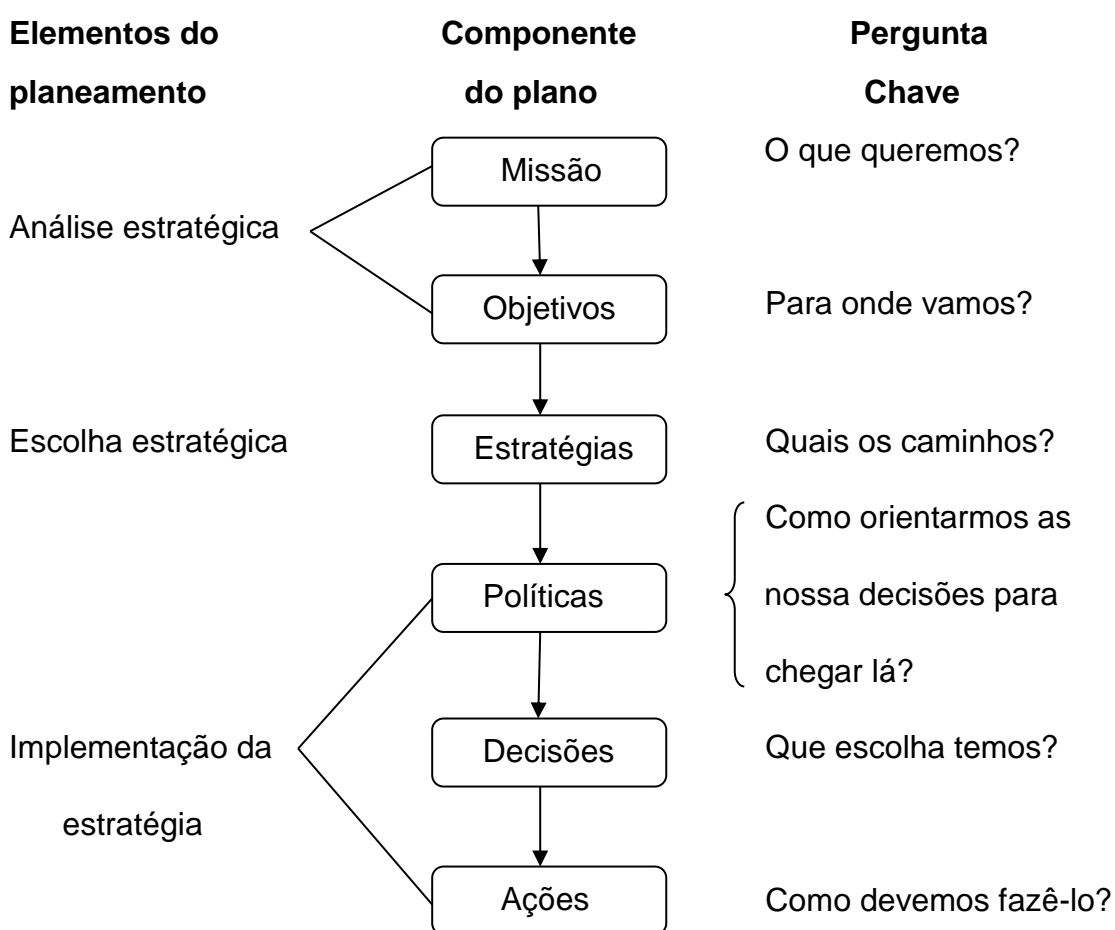 Elementos do planeamento
Componente do plano
Pergunta Chave
Missão
O que queremos?
Análise estratégica
Objetivos
Para onde vamos?
Escolha estratégica
Estratégias
Quais os caminhos?
Políticas
Como orientarmos as
nossa decisões para
chegar lá?
Implementação da
estratégia
Decisões
Que escolha temos?
Ações
Como devemos fazê-lo?